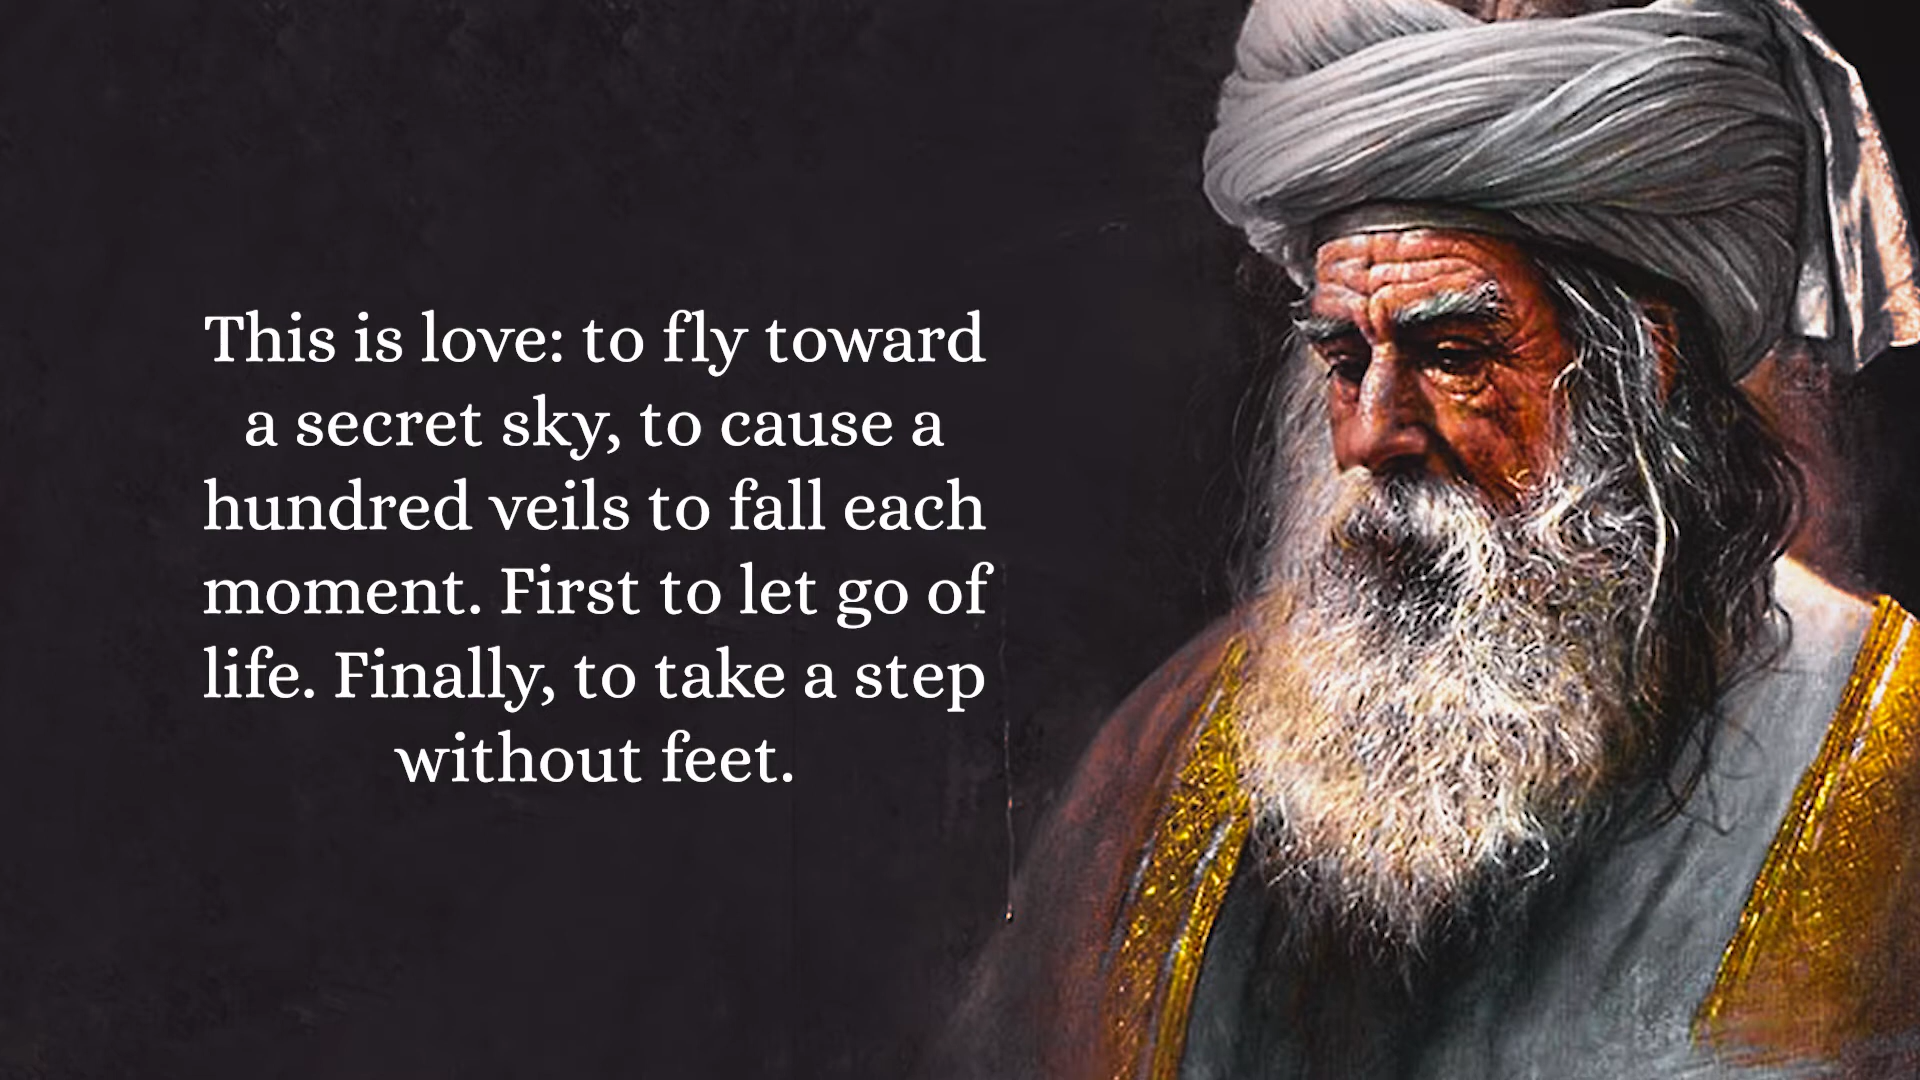 This is love: to fly toward
a secret sky, to cause a
hundred veils to fall each
moment. First to let go of
life. Finally, to take a step
without feet.